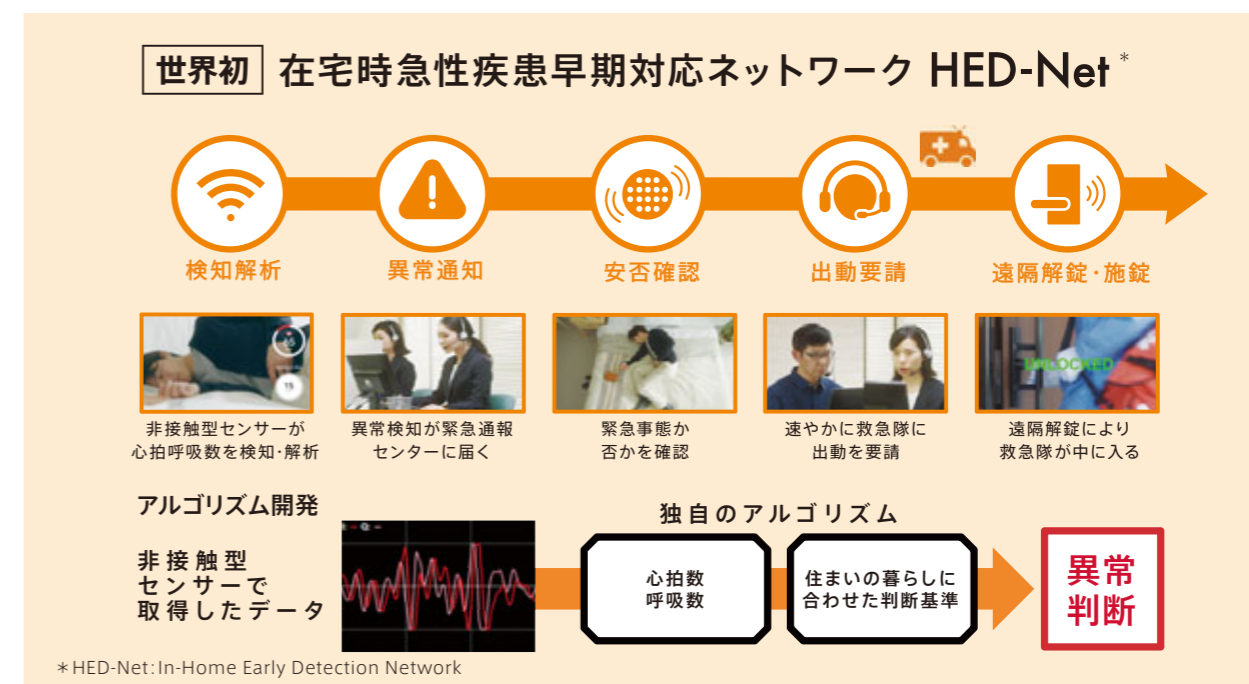 世界初 在宅時急性疾患早期対応ネットワーク HED-Net*
検知解析
異常通知
安否確認
出動要請
遠隔解錠・施錠
15
UNLOCKED
非接触型センサーが
心拍呼吸数を検知・解析
異常検知が緊急通報
センターに届く
緊急事態か
否かを確認
速やかに救急隊に
出動を要請
遠隔解錠により
救急隊が中に入る
アルゴリズム開発
非接触型
センサーで
取得したデータ
独自のアルゴリズム
心拍数
呼吸数
住まいの暮らしに
合わせた判断基準
異常
判断
*HED-Net:In-Home Early Detection Network